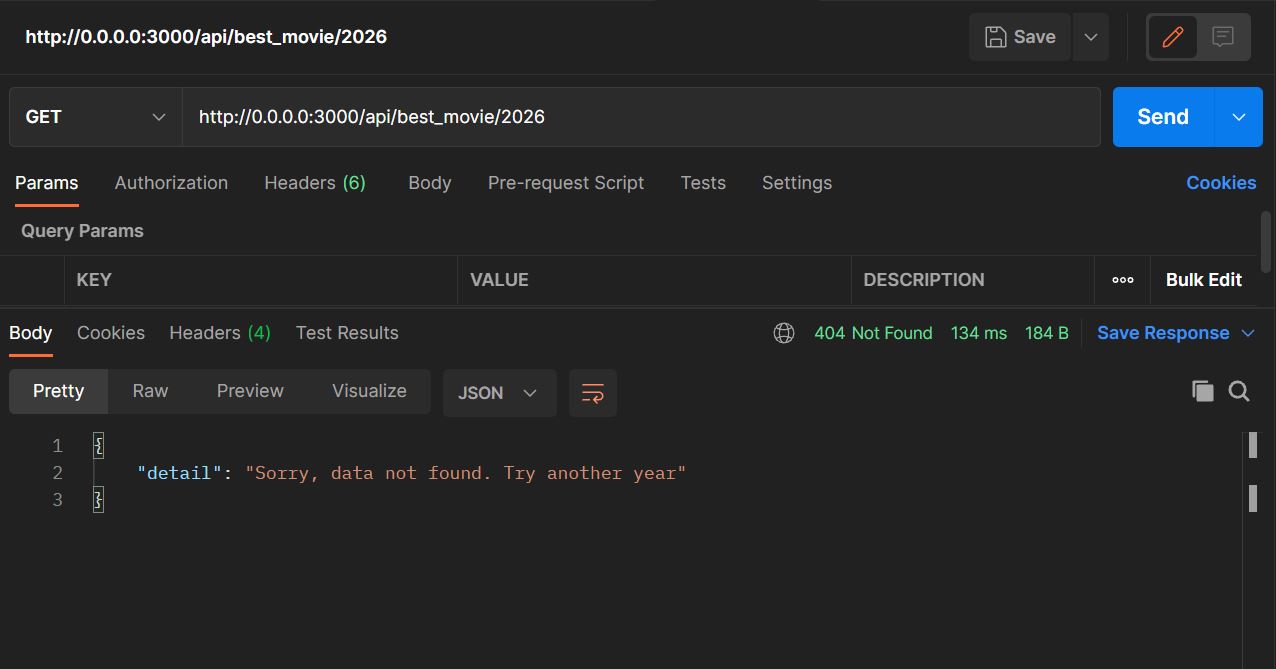 http://0.0.0.0:3000/api/best_movie/2026 Save
GET http://0.0.0.0:3000/api/best_movie/2026 Send
Params Authorization Headers (6) Body Pre-request Script Tests Settings Cookies
Query Params
KEY VALUE DESCRIPTION ooo Bulk Edit
Body Cookies Headers (4) Test Results 404 Not Found 134 ms 184 B Save Response
Pretty Raw Preview Visualize JSON
1 {
2 "detail": "Sorry, data not found. Try another year"
3 }